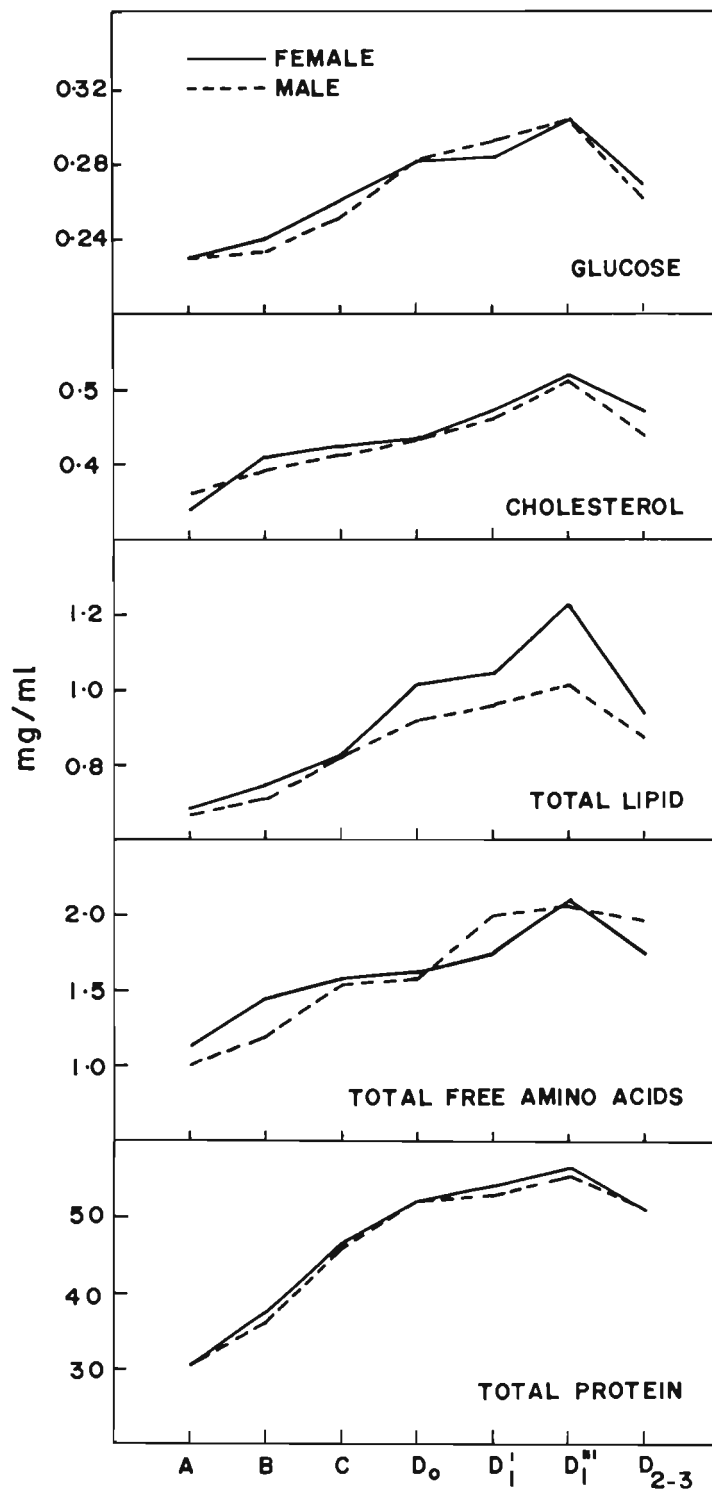 FEMALE
MALE
0·32
0·28
0·24
GLUCOSE
0·5
0·4
CHOLESTEROL
1·2
1·0
0·8
TOTAL LIPID
mg/ml
2·0
1·5
1·0
TOTAL FREE AMINO ACIDS
50
40
30
TOTAL PROTEIN
A B C D₀ D₁' D₁''' D₂₋₃